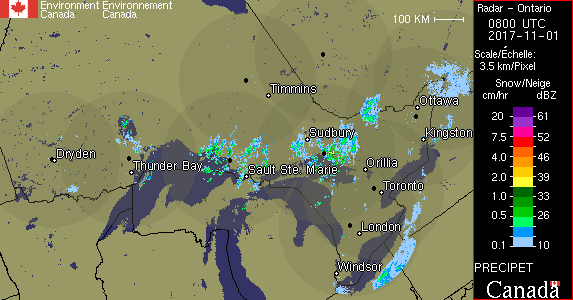 Environment Environnement
Canada Canada
100 KM
Timmins
Ottawa
Sudbury
Kingston
Dryden
Thunder Bay
Sault Ste. Marie
Orillia
Toronto
London
Windsor
Radar - Ontario
0800 UTC
2017-11-01
Scale/Échelle:
3.5 km/Pixel
Snow/Neige
cm/hr dBZ
20 61
7.5 57
5.5 52
4.0 46
2.0 39
1.0 33
0.5 26
0.1 10
PRECIPET
Canada